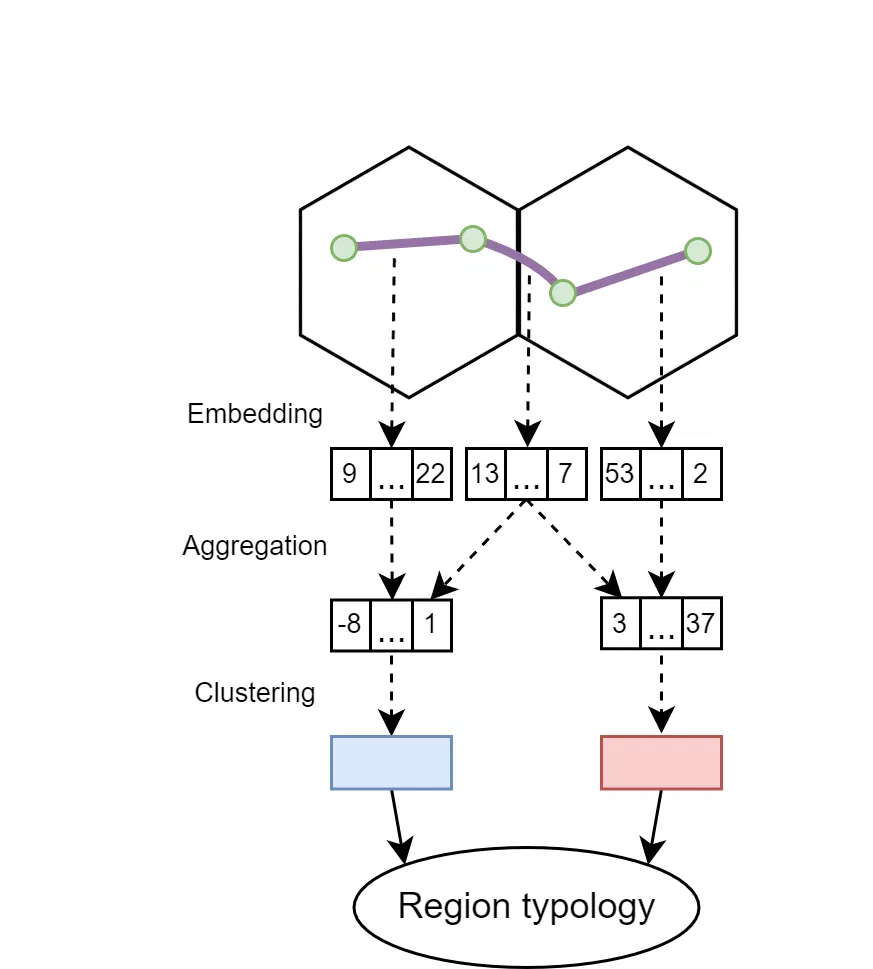 Embedding
9 ... 22 13 ... 7 53 ... 2
Aggregation
-8 ... 1 3 ... 37
Clustering
Region typology